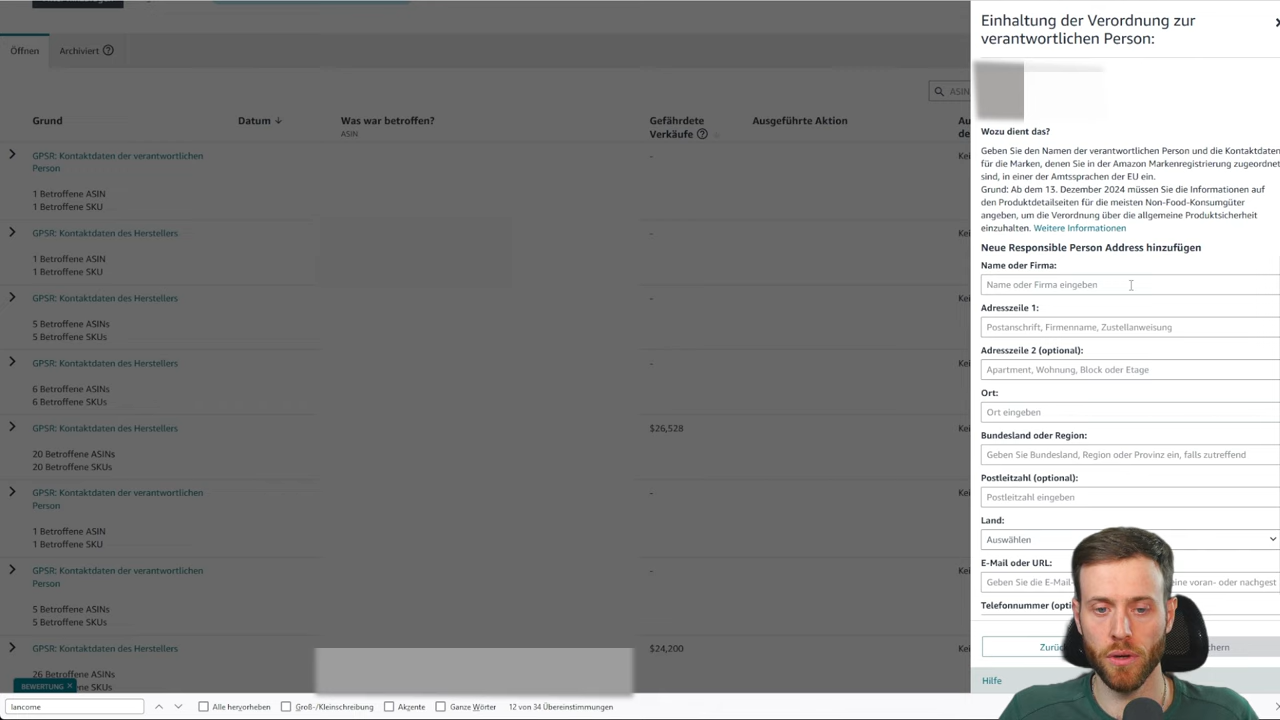 Öffnen
Archiviert
ASIN
Grund
Datum
Was war betroffen?
ASIN
Gefährdete
Verkäufe
Ausgeführte Aktion
GPSR: Kontaktdaten der verantwortlichen
Person
-
1 Betroffene ASIN
1 Betroffene SKU
GPSR: Kontaktdaten des Herstellers
-
1 Betroffene ASIN
1 Betroffene SKU
GPSR: Kontaktdaten des Herstellers
-
5 Betroffene ASINs
5 Betroffene SKUs
GPSR: Kontaktdaten des Herstellers
-
6 Betroffene ASINs
6 Betroffene SKUs
GPSR: Kontaktdaten des Herstellers
$26,528
20 Betroffene ASINs
20 Betroffene SKUs
GPSR: Kontaktdaten der verantwortlichen
Person
-
1 Betroffene ASIN
1 Betroffene SKU
GPSR: Kontaktdaten der verantwortlichen
Person
-
5 Betroffene ASINs
5 Betroffene SKUs
GPSR: Kontaktdaten des Herstellers
$24,200
26 Betroffene ASINs
SKUs
BEWERTUNG ×
Einhaltung der Verordnung zur
verantwortlichen Person:
Wozu dient das?
Geben Sie den Namen der verantwortlichen Person und die Kontaktdaten
für die Marken, denen Sie in der Amazon Markenregistrierung zugeordnet
sind, in einer der Amtssprachen der EU ein.
Grund: Ab dem 13. Dezember 2024 müssen Sie die Informationen auf
den Produktdetailseiten für die meisten Non-Food-Konsumgüter
angeben, um die Verordnung über die allgemeine Produktsicherheit
einzuhalten. Weitere Informationen
Neue Responsible Person Address hinzufügen
Name oder Firma:
Name oder Firma eingeben
Adresszeile 1:
Postanschrift, Firmenname, Zustellanweisung
Adresszeile 2 (optional):
Apartment, Wohnung, Block oder Etage
Ort:
Ort eingeben
Bundesland oder Region:
Geben Sie Bundesland, Region oder Provinz ein, falls zutreffend
Postleitzahl (optional):
Postleitzahl eingeben
Land:
Auswählen
E-Mail oder URL:
Geben Sie die E-Mail- eine voran- oder nachgest
Telefonnummer
Hilfe
lancome
Alle hervorheben
Groß-/Kleinschreibung
Akzente
Ganze Wörter
12 von 34 Übereinstimmungen